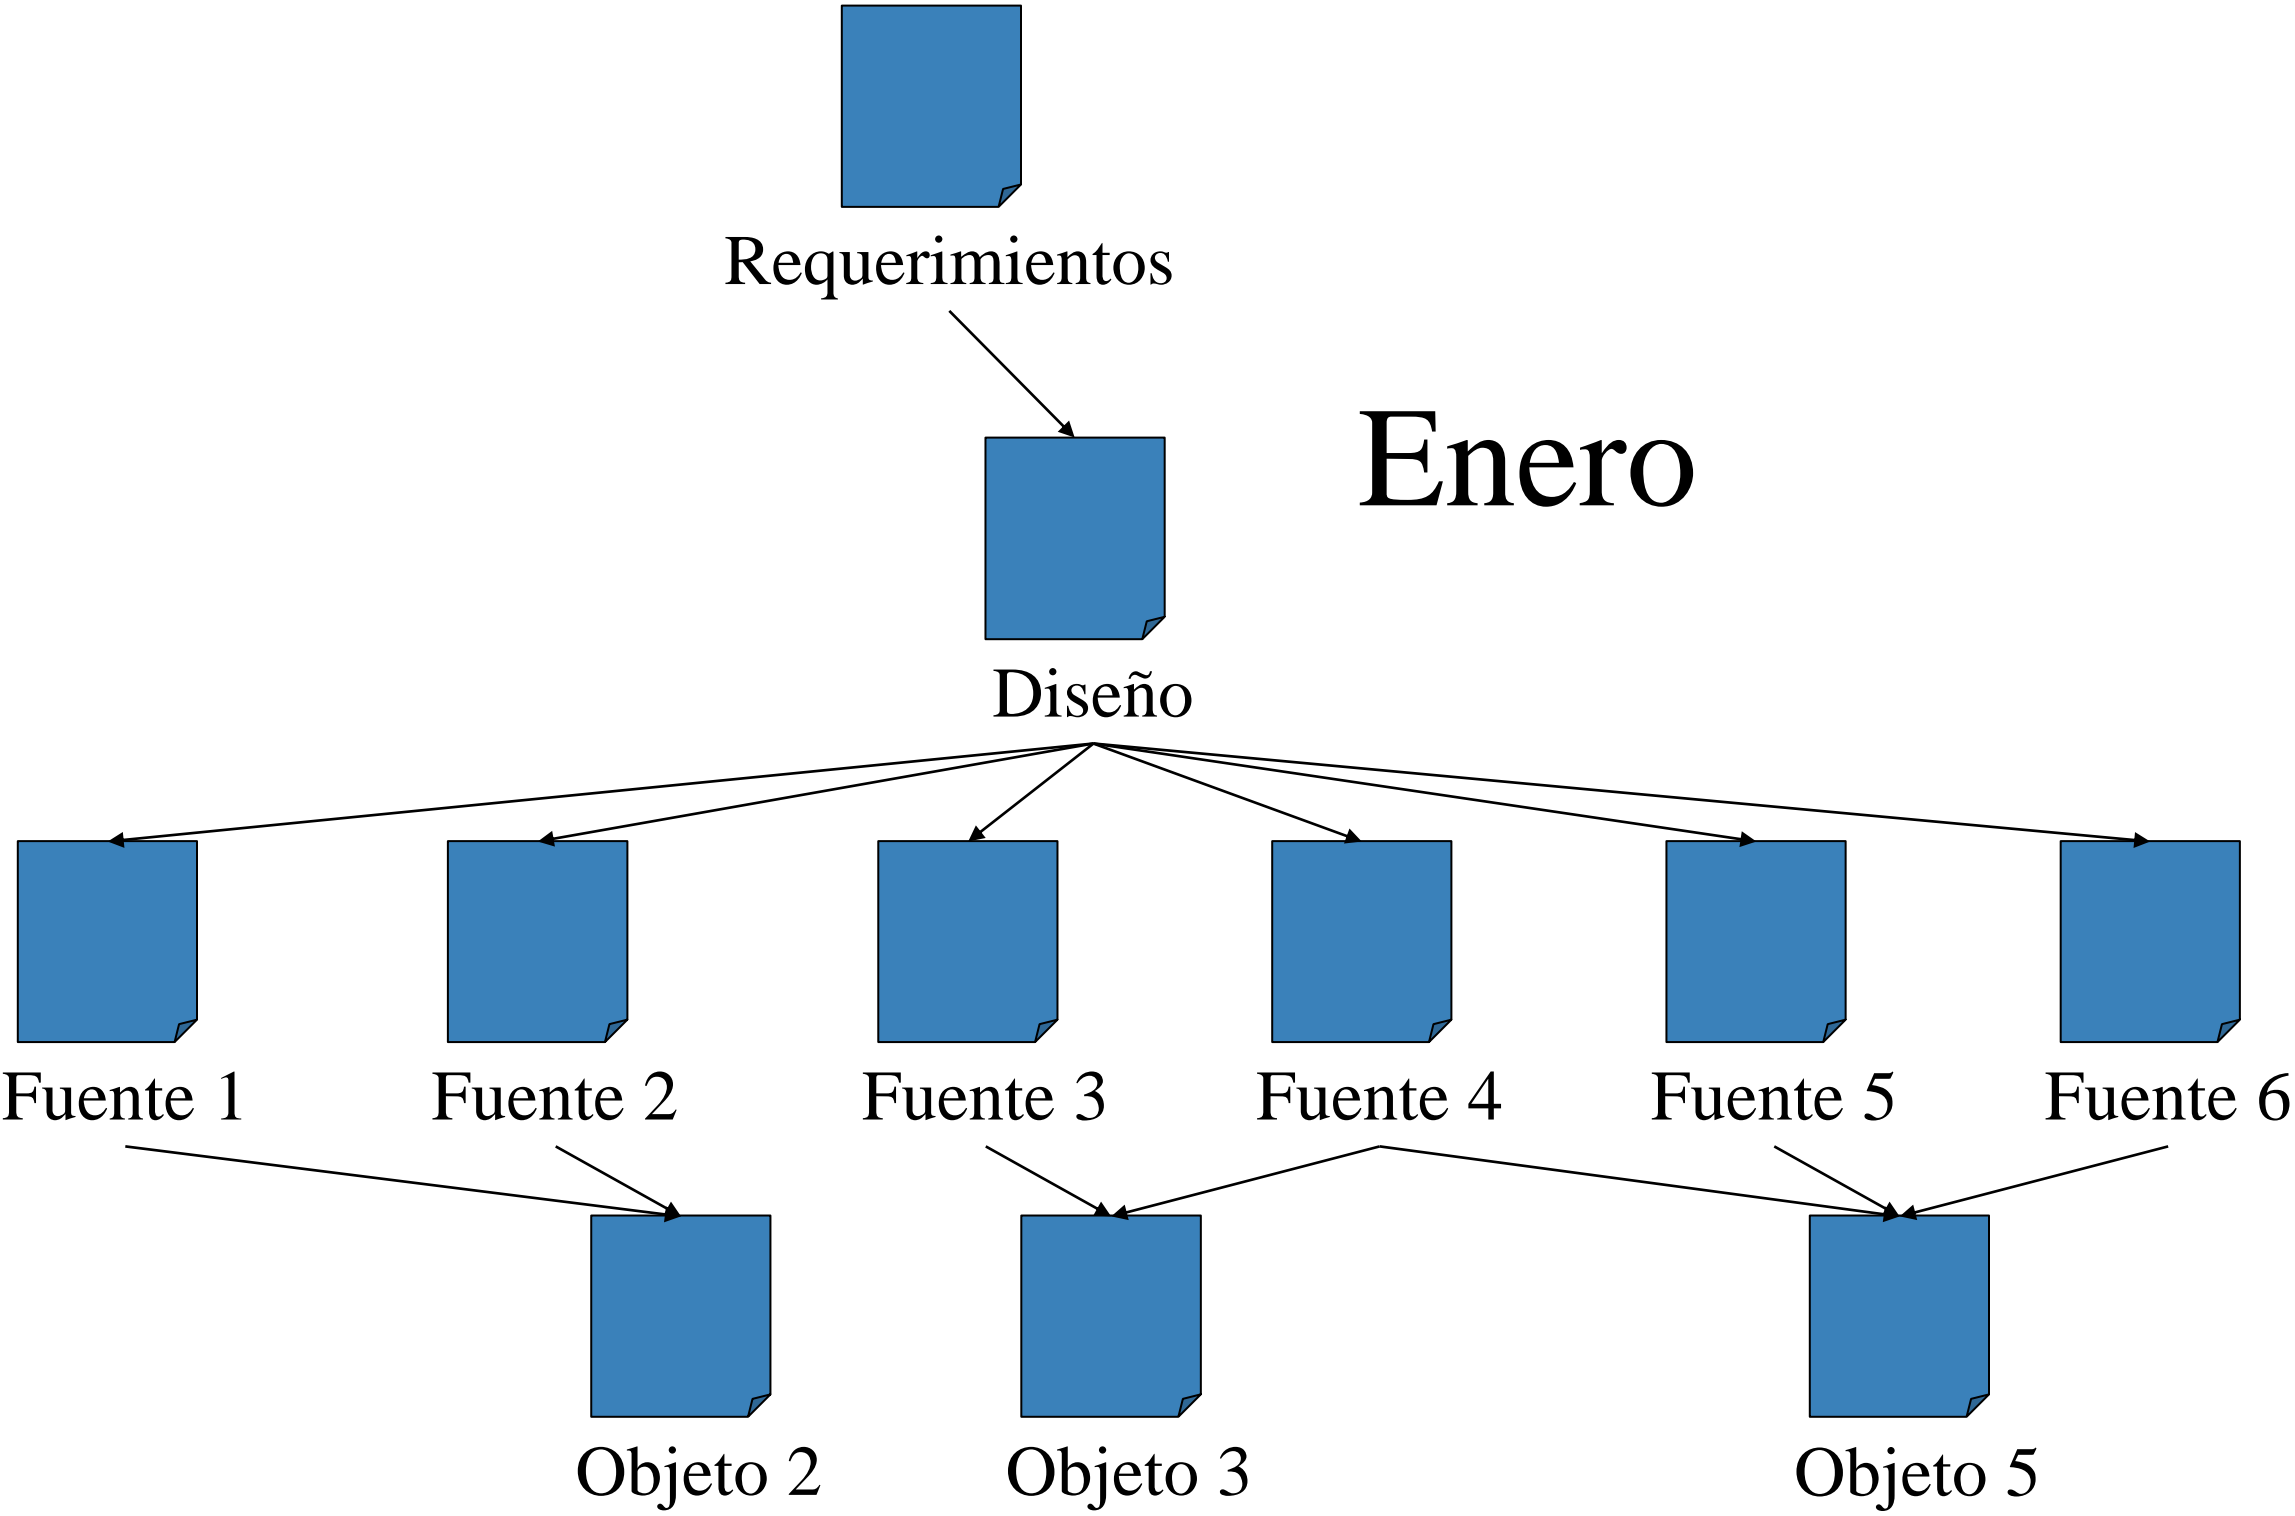 Requerimientos
Enero
Diseño
Fuente 1
Fuente 2
Fuente 3
Fuente 4
Fuente 5
Fuente 6
Objeto 2
Objeto 3
Objeto 5